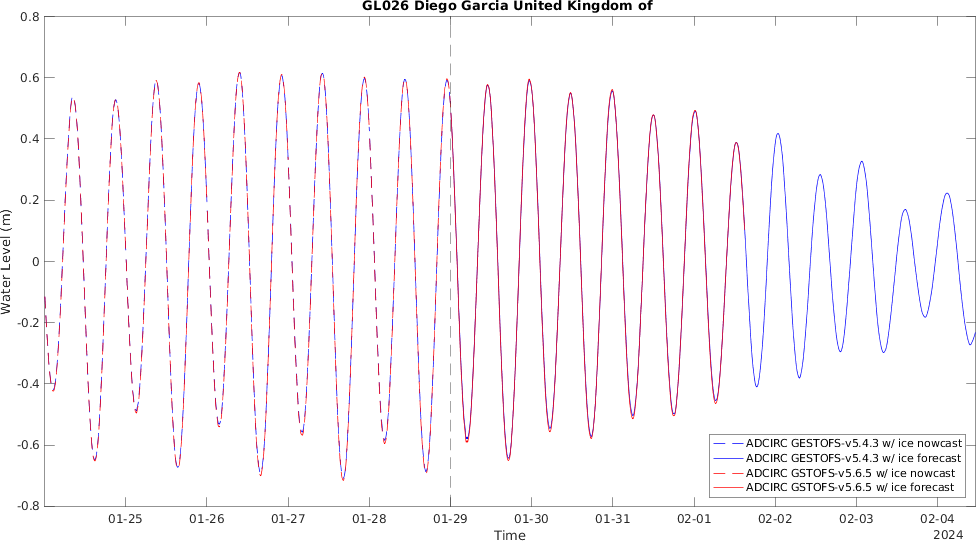 GL026 Diego Garcia United Kingdom of
0.8
0.6
0.4
0.2
0
-0.2
-0.4
-0.6
-0.8
Water Level (m)
ADCIRC GESTOFS-v5.4.3 w/ ice nowcast
ADCIRC GESTOFS-v5.4.3 w/ ice forecast
ADCIRC GSTOFS-v5.6.5 w/ ice nowcast
ADCIRC GSTOFS-v5.6.5 w/ ice forecast
01-25 01-26 01-27 01-28 01-29 01-30 01-31 02-01 02-02 02-03 02-04
Time
2024